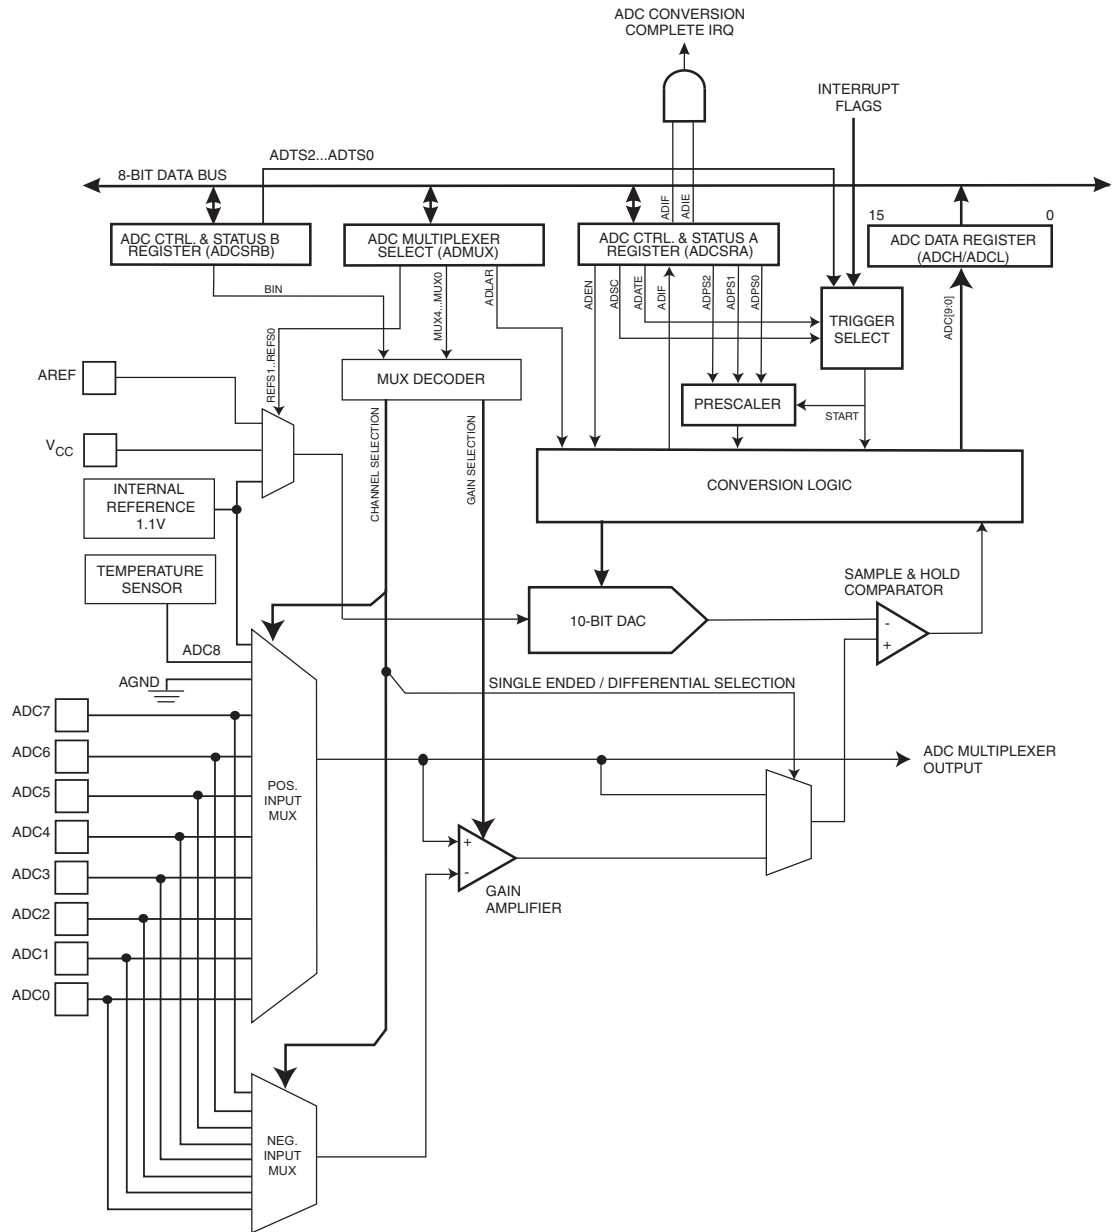 ADC CONVERSION
COMPLETE IRQ
INTERRUPT
FLAGS
ADTS2...ADTS0
8-BIT DATA BUS
ADIF
ADIE
15
0
ADC CTRL. & STATUS B
REGISTER (ADCSRB)
ADC MULTIPLEXER
SELECT (ADMUX)
ADC CTRL. & STATUS A
REGISTER (ADCSRA)
ADC DATA REGISTER
(ADCH/ADCL)
BIN
REFS1..REFS0
MUX4...MUX0
ADLAR
ADEN
ADSC
ADATE
ADIF
ADPS2
ADPS1
ADPS0
ADC[9:0]
TRIGGER
SELECT
AREF
MUX DECODER
PRESCALER
START
VCC
CHANNEL SELECTION
GAIN SELECTION
CONVERSION LOGIC
INTERNAL
REFERENCE
1.1V
TEMPERATURE
SENSOR
SAMPLE & HOLD
COMPARATOR
10-BIT DAC
-
+
ADC8
AGND
SINGLE ENDED / DIFFERENTIAL SELECTION
ADC7
ADC6
ADC5
ADC4
ADC3
ADC2
ADC1
ADC0
POS.
INPUT
MUX
ADC MULTIPLEXER
OUTPUT
+
-
GAIN
AMPLIFIER
NEG.
INPUT
MUX